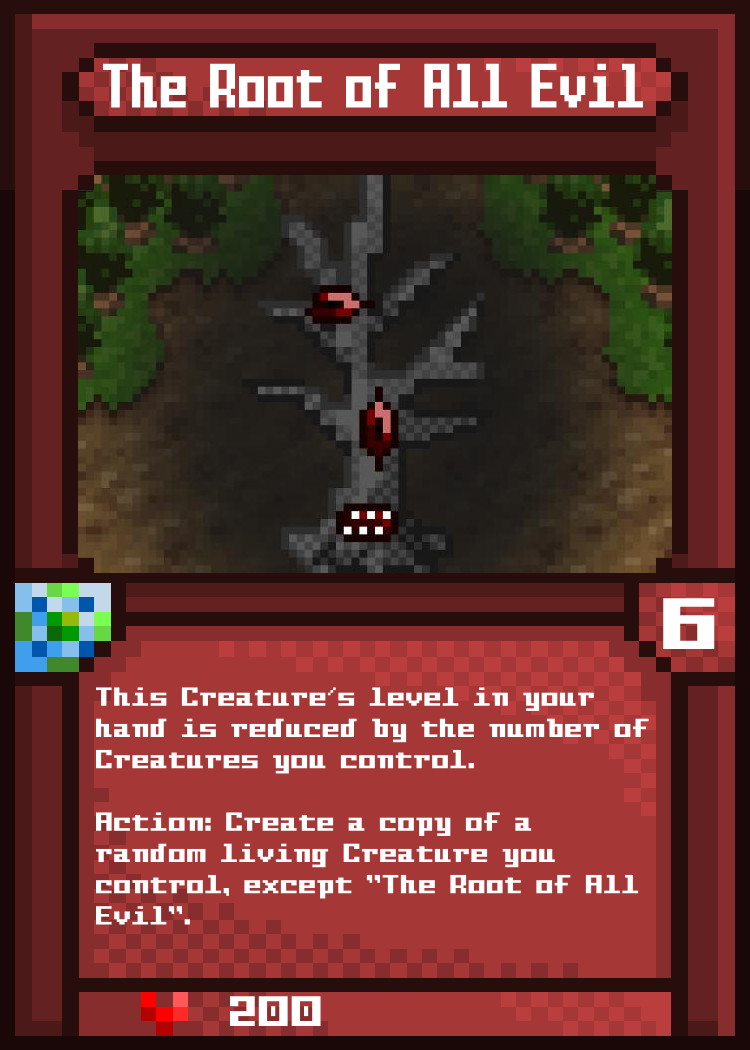 The Root of All Evil
6
This Creature's level in your
hand is reduced by the number of
Creatures you control.
Action: Create a copy of a
random living Creature you
control, except "The Root of All
Evil".
200